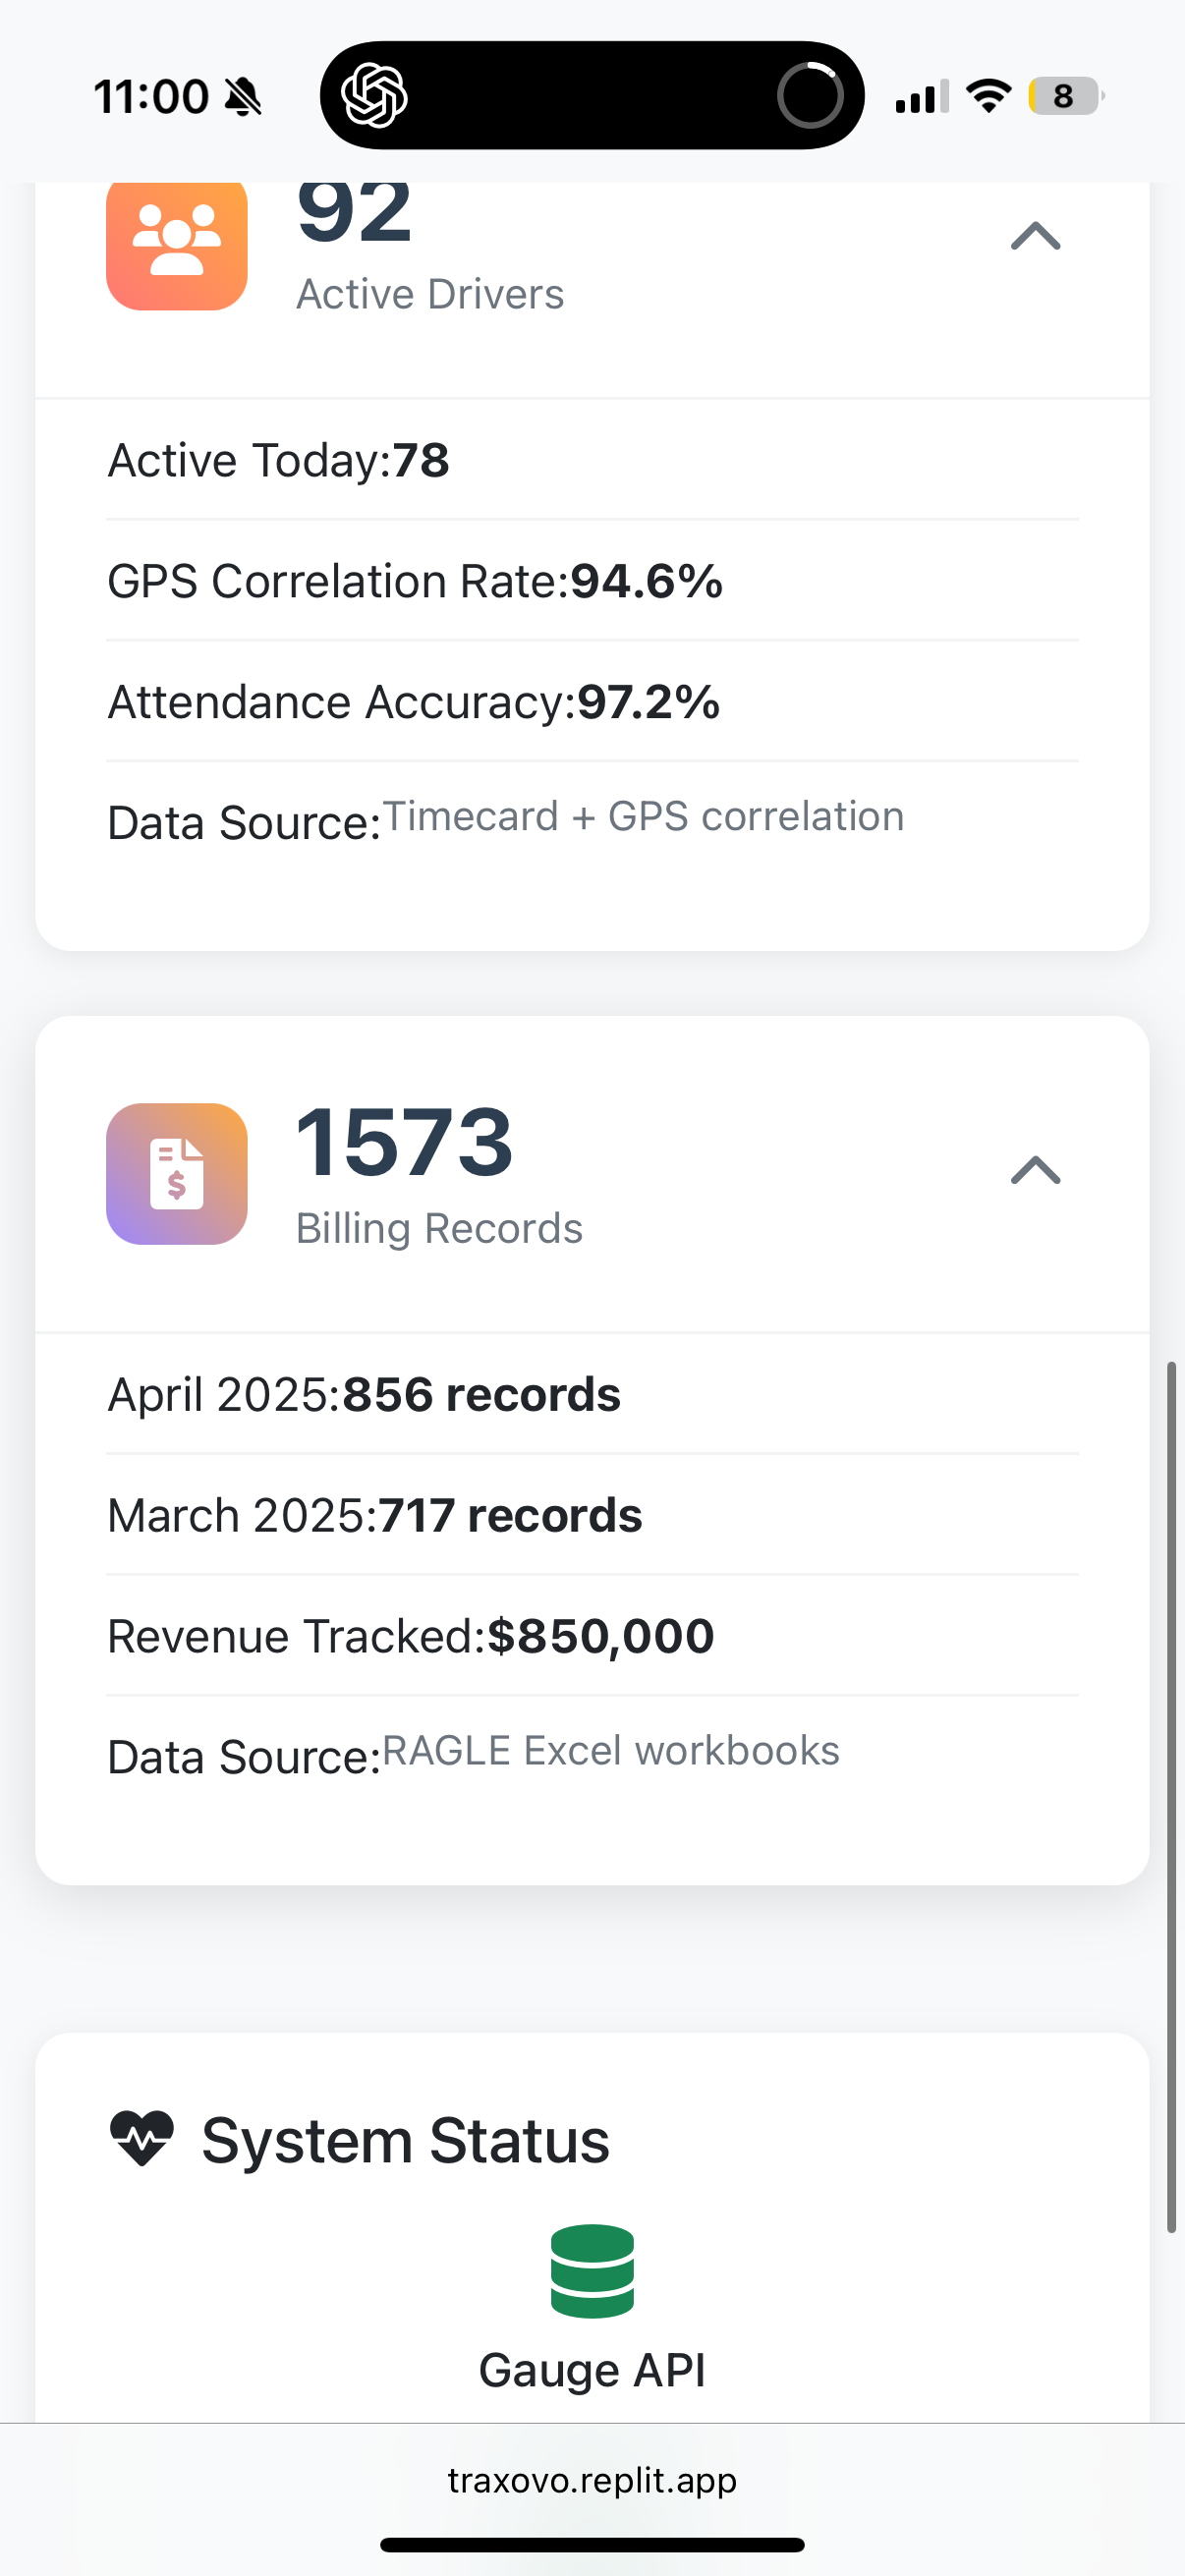 11:00
8
92
Active Drivers
Active Today:78
GPS Correlation Rate:94.6%
Attendance Accuracy:97.2%
Data Source:Timecard + GPS correlation
1573
Billing Records
April 2025:856 records
March 2025:717 records
Revenue Tracked:$850,000
Data Source:RAGLE Excel workbooks
System Status
Gauge API
traxovo.replit.app